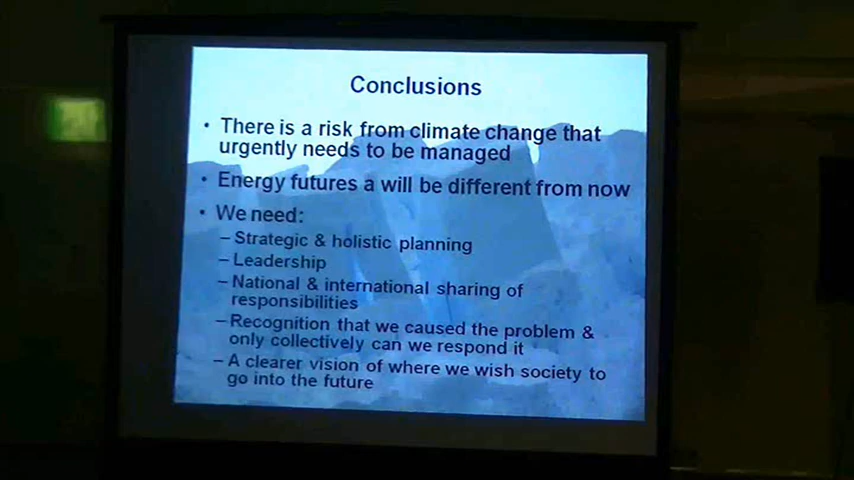 Conclusions
• There is a risk from climate change that
urgently needs to be managed
• Energy futures a will be different from now
• We need:
– Strategic & holistic planning
– Leadership
– National & international sharing of
responsibilities
– Recognition that we caused the problem &
only collectively can we respond it
– A clearer vision of where we wish society to
go into the future